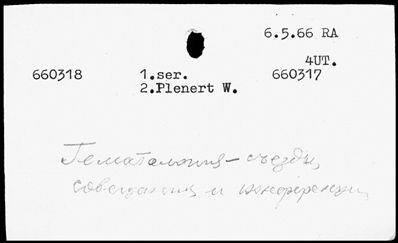 6.5.66 RA
4UT.
660318 1.ser. 660317
2.Plenert W.
Гематология - съезды,
совещания и конференции